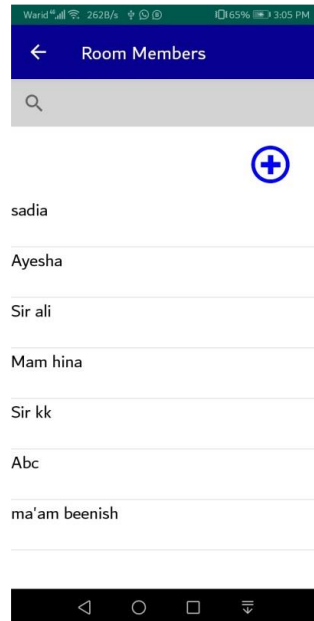 Warid 262B/s 65% 3:05 PM
Room Members
sadia
Ayesha
Sir ali
Mam hina
Sir kk
Abc
ma'am beenish